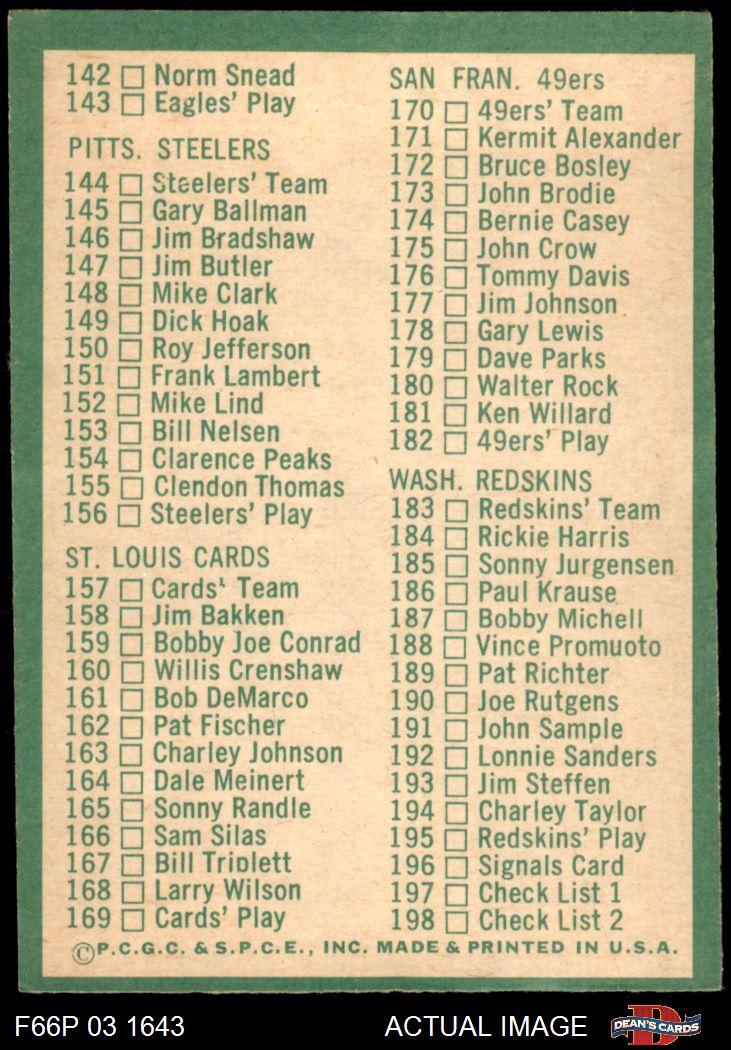 142 □ Norm Snead
143 □ Eagles' Play
PITTS. STEELERS
144 □ Steelers' Team
145 □ Gary Ballman
146 □ Jim Bradshaw
147 □ Jim Butler
148 □ Mike Clark
149 □ Dick Hoak
150 □ Roy Jefferson
151 □ Frank Lambert
152 □ Mike Lind
153 □ Bill Nelsen
154 □ Clarence Peaks
155 □ Clendon Thomas
156 □ Steelers' Play
ST. LOUIS CARDS
157 □ Cards' Team
158 □ Jim Bakken
159 □ Bobby Joe Conrad
160 □ Willis Crenshaw
161 □ Bob DeMarco
162 □ Pat Fischer
163 □ Charley Johnson
164 □ Dale Meinert
165 □ Sonny Randle
166 □ Sam Silas
167 □ Bill Triplett
168 □ Larry Wilson
169 □ Cards' Play
SAN FRAN. 49ers
170 □ 49ers' Team
171 □ Kermit Alexander
172 □ Bruce Bosley
173 □ John Brodie
174 □ Bernie Casey
175 □ John Crow
176 □ Tommy Davis
177 □ Jim Johnson
178 □ Gary Lewis
179 □ Dave Parks
180 □ Walter Rock
181 □ Ken Willard
182 □ 49ers' Play
WASH. REDSKINS
183 □ Redskins' Team
184 □ Rickie Harris
185 □ Sonny Jurgensen
186 □ Paul Krause
187 □ Bobby Michell
188 □ Vince Promuoto
189 □ Pat Richter
190 □ Joe Rutgens
191 □ John Sample
192 □ Lonnie Sanders
193 □ Jim Steffen
194 □ Charley Taylor
195 □ Redskins' Play
196 □ Signals Card
197 □ Check List 1
198 □ Check List 2
©P.C.G.C. & S.P.C.E., INC. MADE & PRINTED IN U.S.A.
F66P 03 1643 ACTUAL IMAGE
D
DEAN'S CARDS